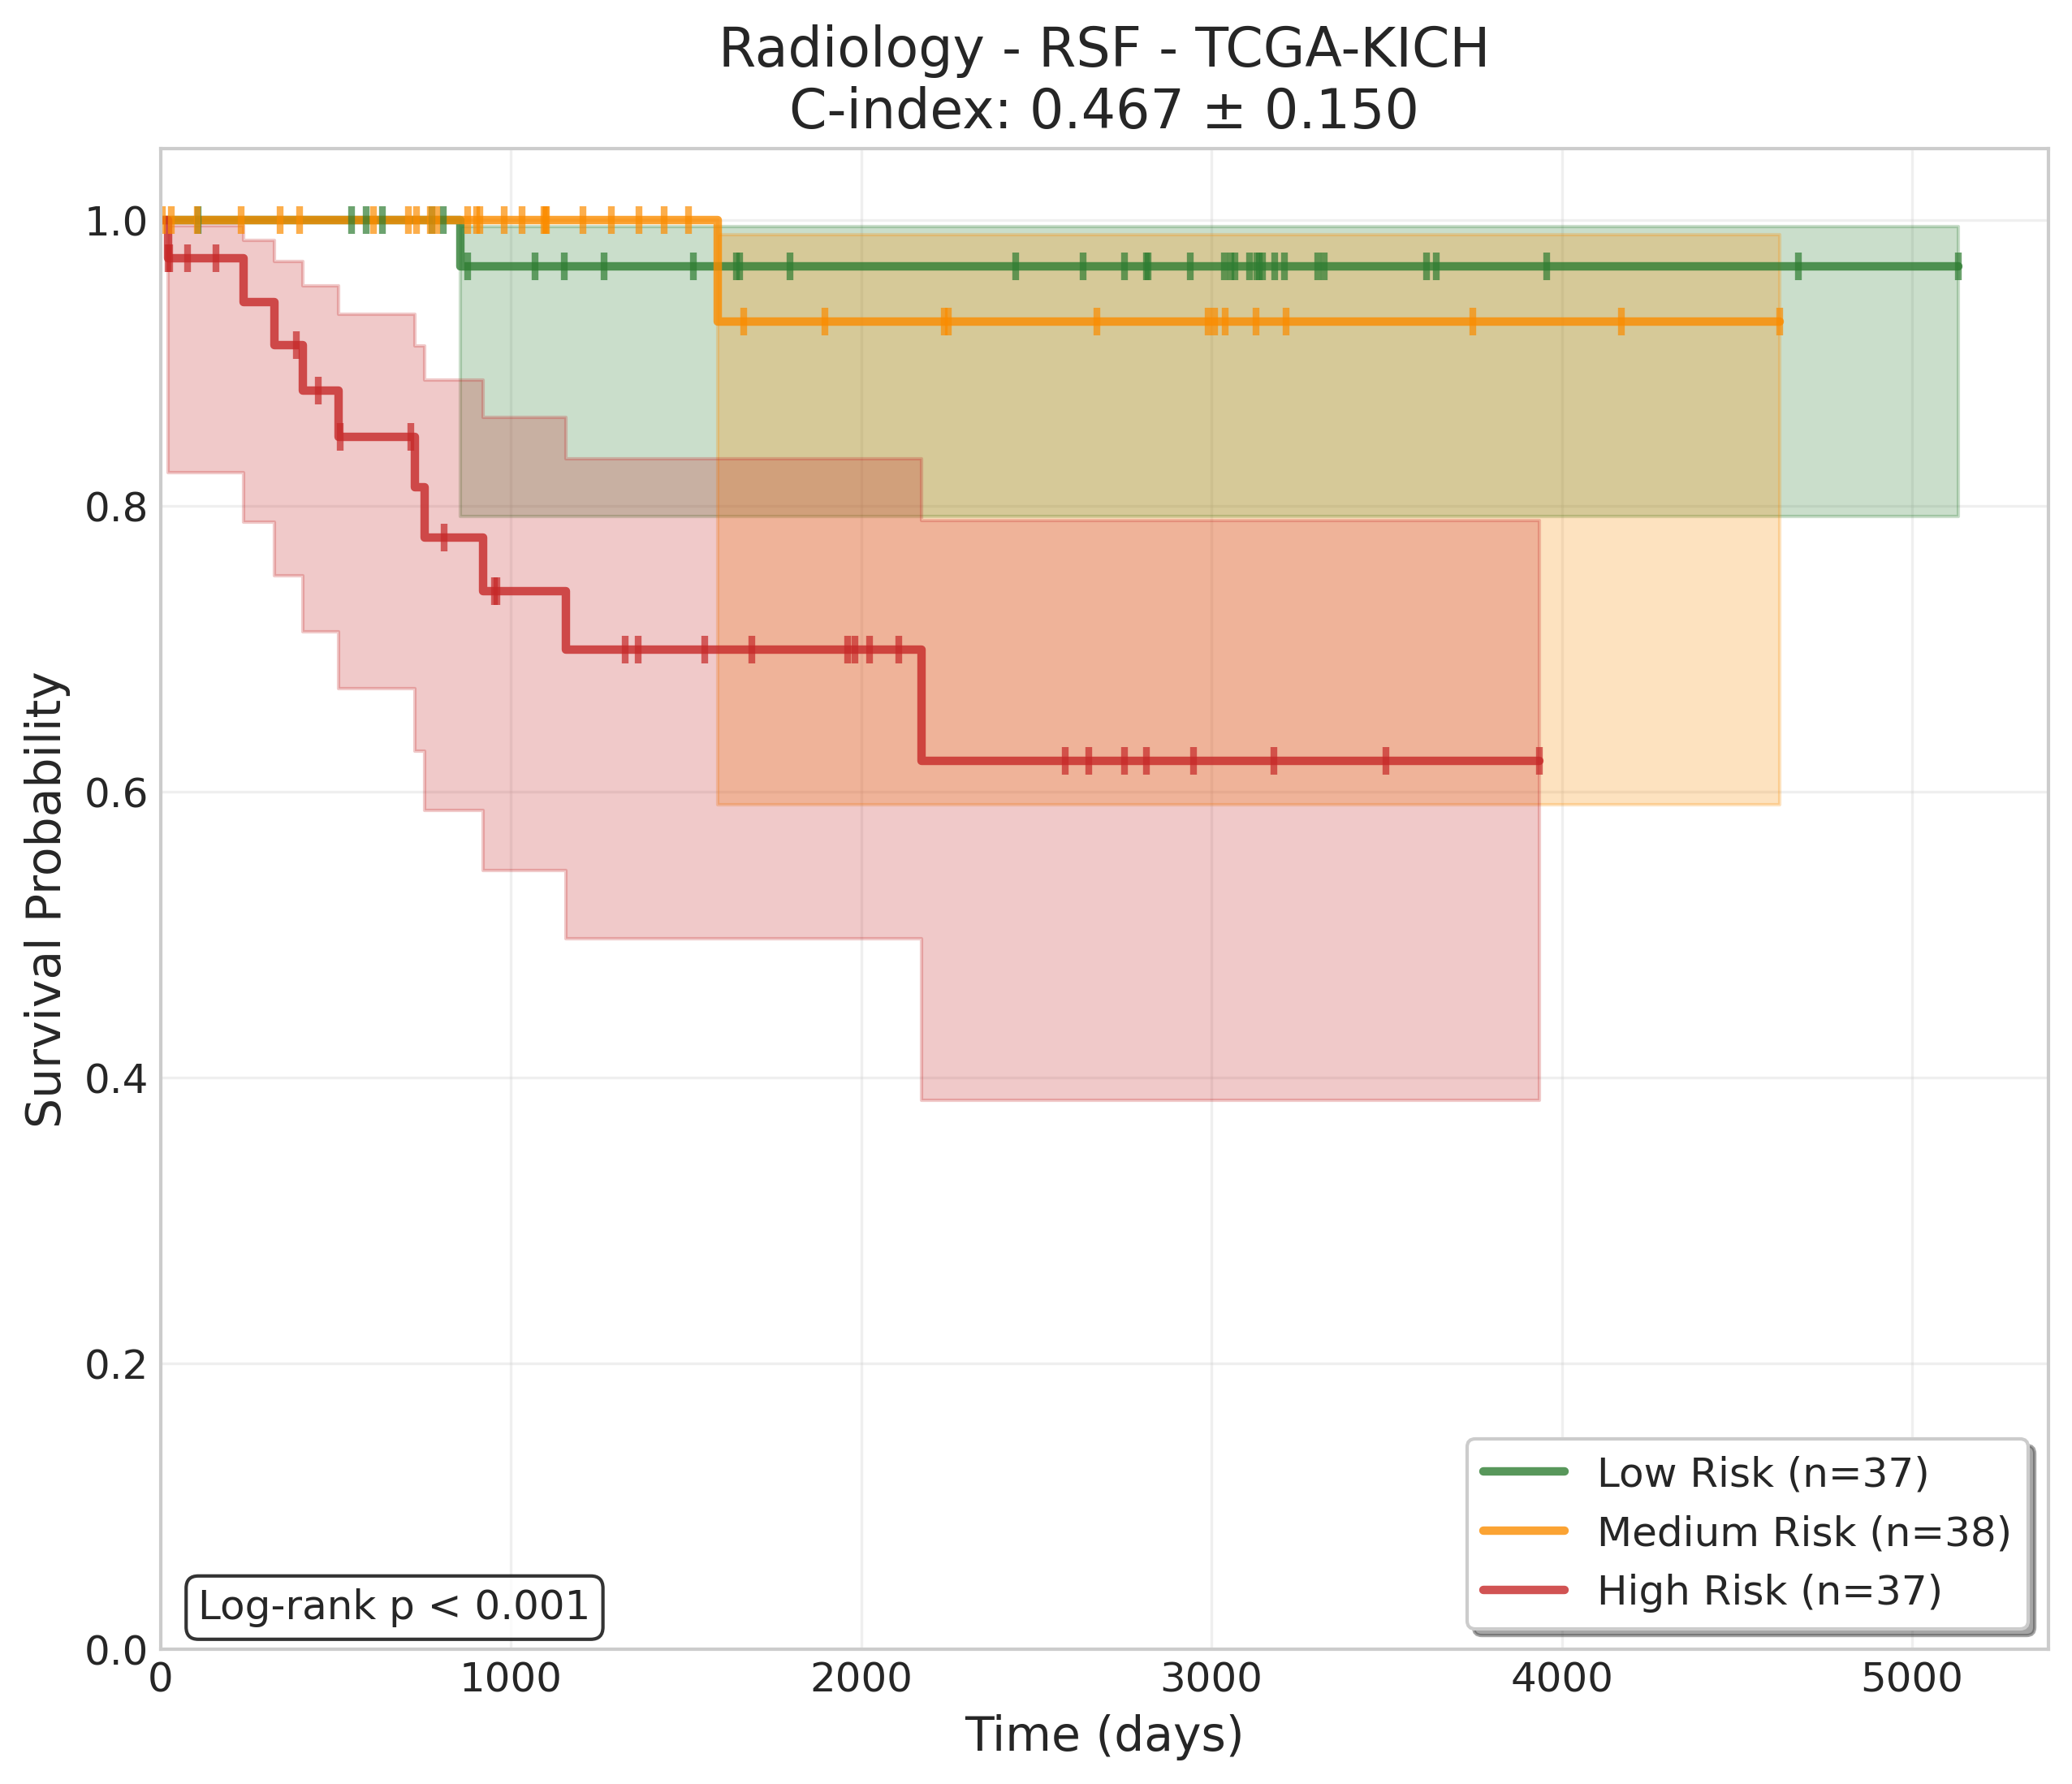 Radiology - RSF - TCGA-KICH
C-index: 0.467 ± 0.150
Survival Probability
1.0
0.8
0.6
0.4
0.2
0.0
Low Risk (n=37)
Medium Risk (n=38)
High Risk (n=37)
Log-rank p < 0.001
0 1000 2000 3000 4000 5000
Time (days)